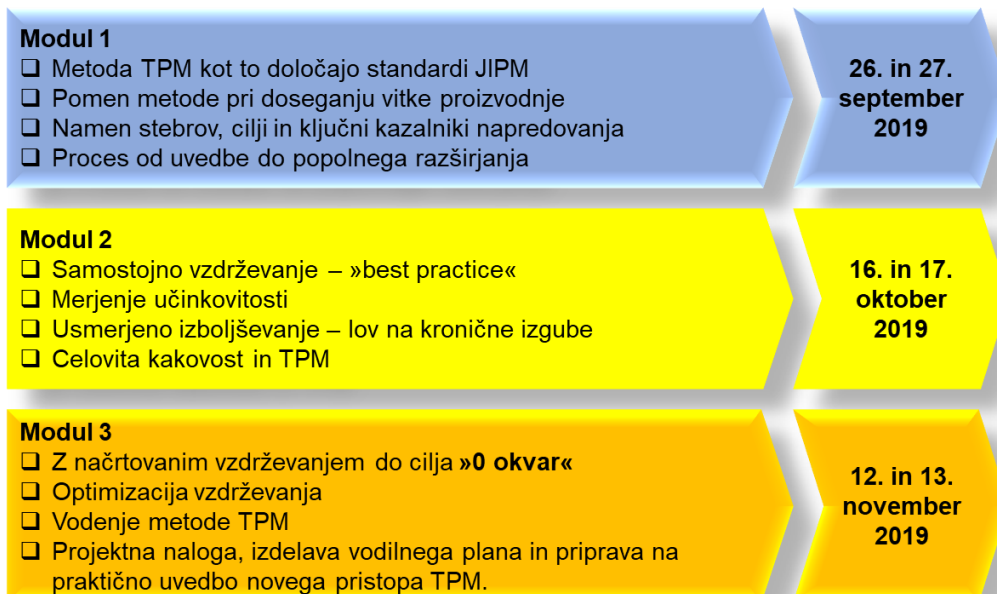 Modul 1
❑ Metoda TPM kot to določajo standardi JIPM
❑ Pomen metode pri doseganju vitke proizvodnje
❑ Namen stebrov, cilji in ključni kazalniki napredovanja
❑ Proces od uvedbe do popolnega razširjanja
26. in 27.
september
2019
Modul 2
❑ Samostojno vzdrževanje – »best practice«
❑ Merjenje učinkovitosti
❑ Usmerjeno izboljševanje – lov na kronične izgube
❑ Celovita kakovost in TPM
16. in 17.
oktober
2019
Modul 3
❑ Z načrtovanim vzdrževanjem do cilja »0 okvar«
❑ Optimizacija vzdrževanja
❑ Vodenje metode TPM
❑ Projektna naloga, izdelava vodilnega plana in priprava na
praktično uvedbo novega pristopa TPM.
12. in 13.
november
2019